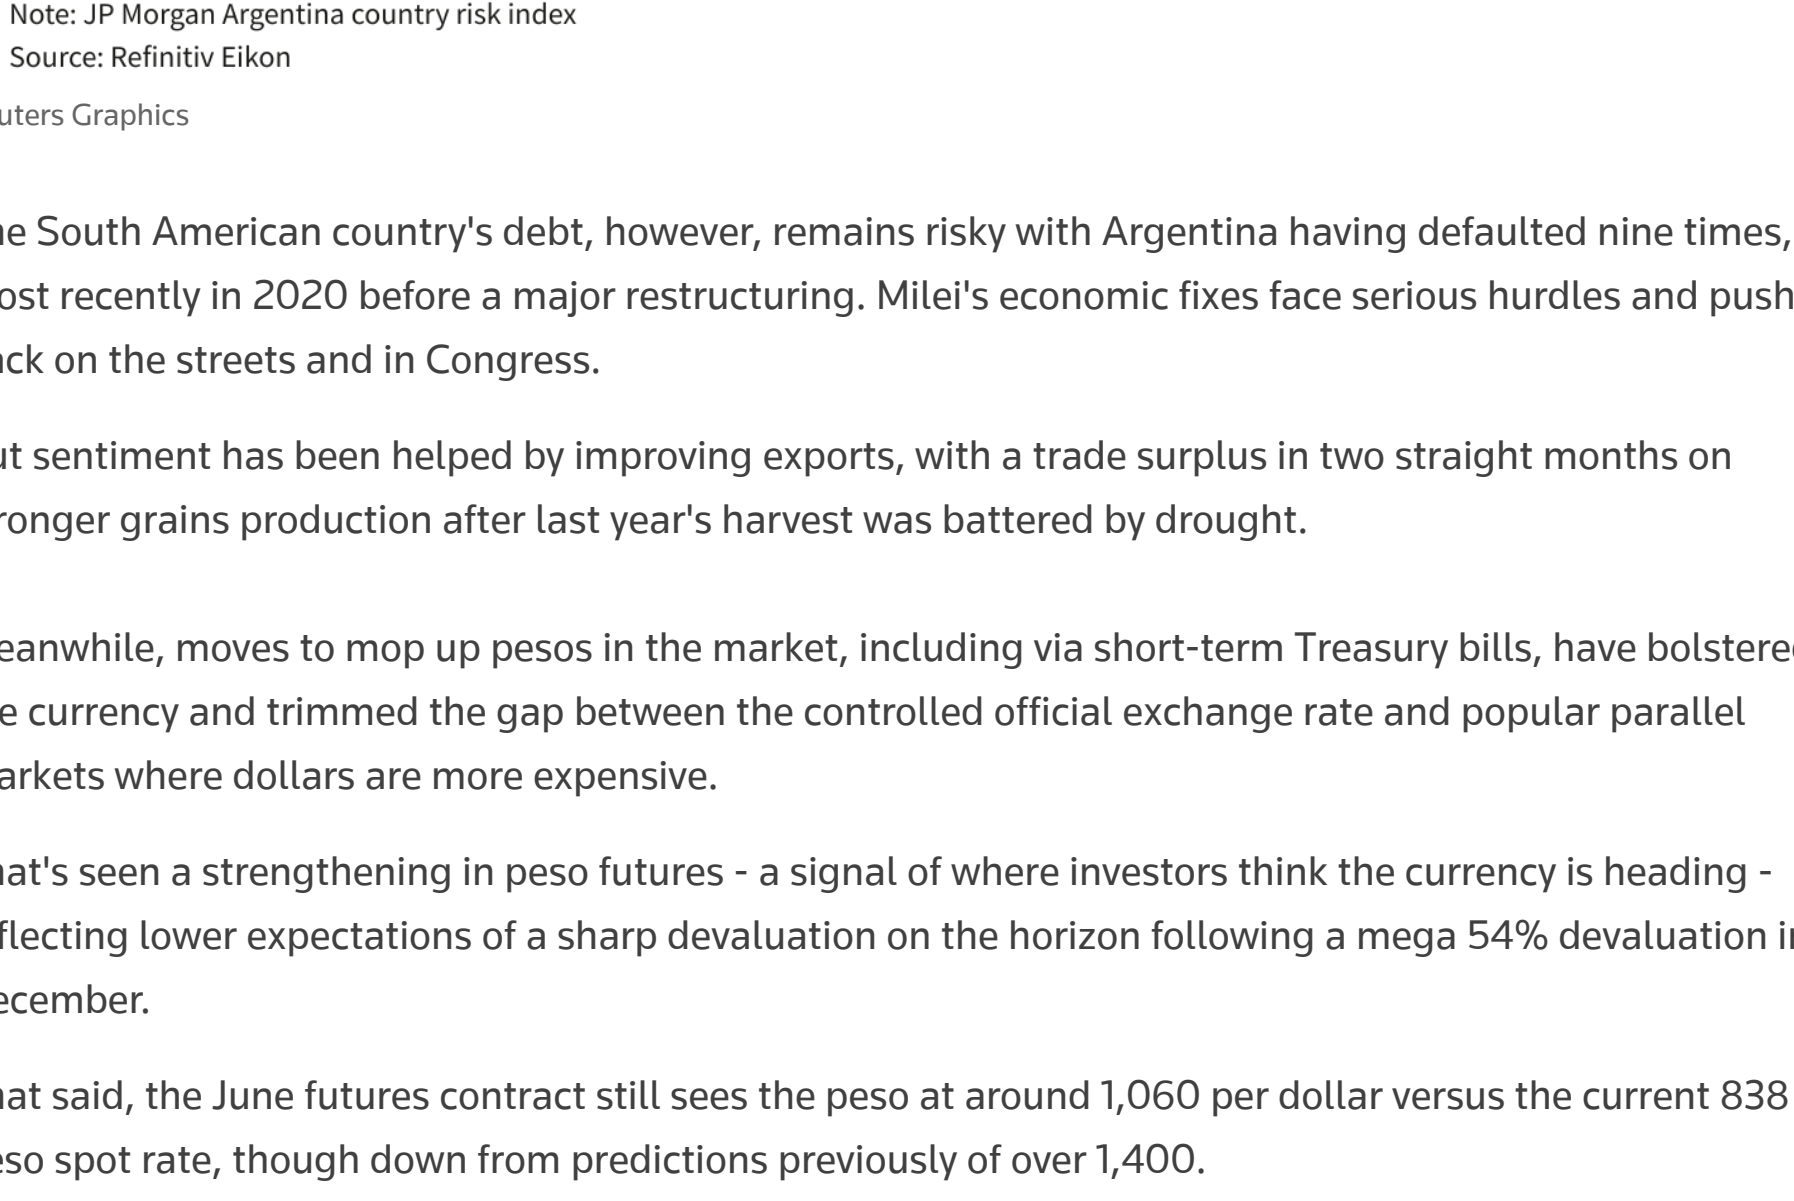 Note: JP Morgan Argentina country risk index
Source: Refinitiv Eikon
uters Graphics
he South American country's debt, however, remains risky with Argentina having defaulted nine times,
ost recently in 2020 before a major restructuring. Milei's economic fixes face serious hurdles and push
ack on the streets and in Congress.
ut sentiment has been helped by improving exports, with a trade surplus in two straight months on
ronger grains production after last year's harvest was battered by drought.
eanwhile, moves to mop up pesos in the market, including via short-term Treasury bills, have bolstered
e currency and trimmed the gap between the controlled official exchange rate and popular parallel
arkets where dollars are more expensive.
hat's seen a strengthening in peso futures - a signal of where investors think the currency is heading -
flecting lower expectations of a sharp devaluation on the horizon following a mega 54% devaluation in
ecember.
hat said, the June futures contract still sees the peso at around 1,060 per dollar versus the current 838
eso spot rate, though down from predictions previously of over 1,400.